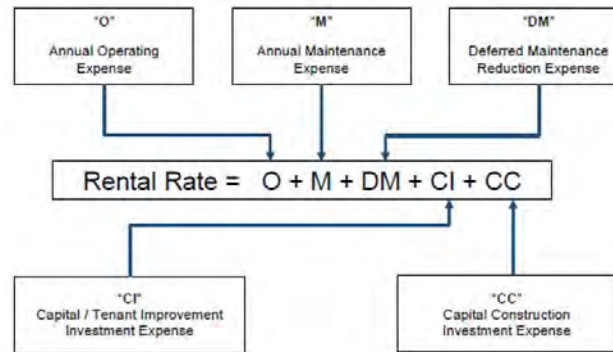 "O"
Annual Operating
Expense
"M"
Annual Maintenance
Expense
"DM"
Deferred Maintenance
Reduction Expense
Rental Rate = O + M + DM + CI + CC
"CI"
Capital / Tenant Improvement
Investment Expense
"CC"
Capital Construction
Investment Expense